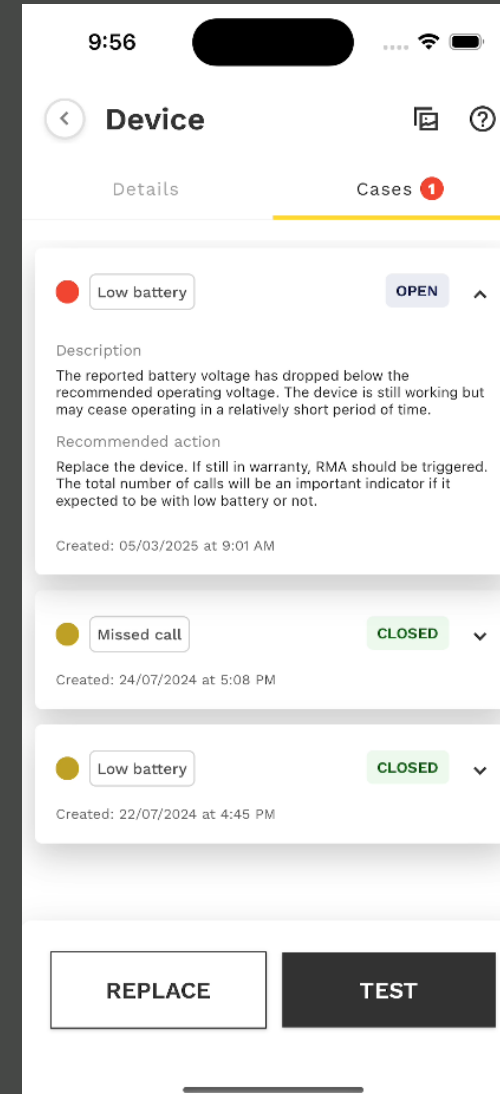 9:56
Device
Details
Cases 1
Low battery
OPEN
Description
The reported battery voltage has dropped below the
recommended operating voltage. The device is still working but
may cease operating in a relatively short period of time.
Recommended action
Replace the device. If still in warranty, RMA should be triggered.
The total number of calls will be an important indicator if it
expected to be with low battery or not.
Created: 05/03/2025 at 9:01 AM
Missed call
CLOSED
Created: 24/07/2024 at 5:08 PM
Low battery
CLOSED
Created: 22/07/2024 at 4:45 PM
REPLACE
TEST